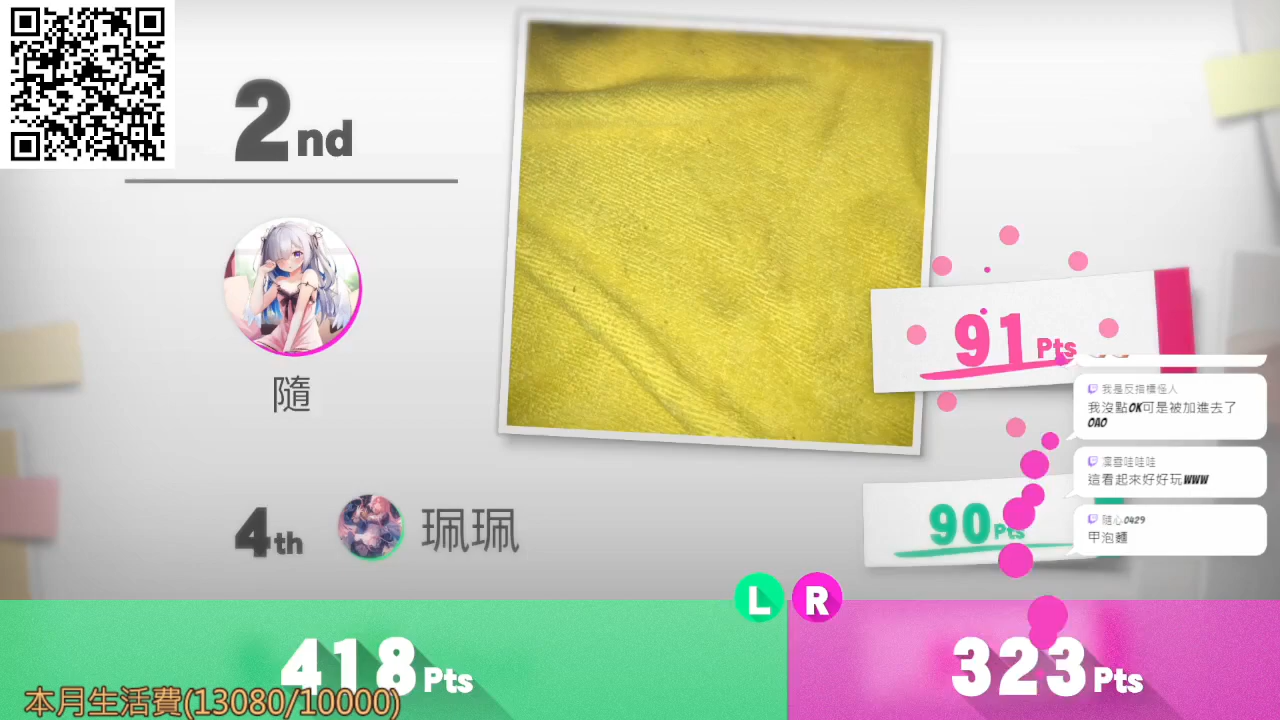 2nd
隨
91 Pts
4th 珮珮
90 Pts
我是反指標怪人
我沒點OK可是被加進去了
OAO
凜唇哇哇哇
這看起來好好玩WWW
隨心0429
甲泡麵
L R
418 Pts
323 Pts
本月生活費(13080/10000)